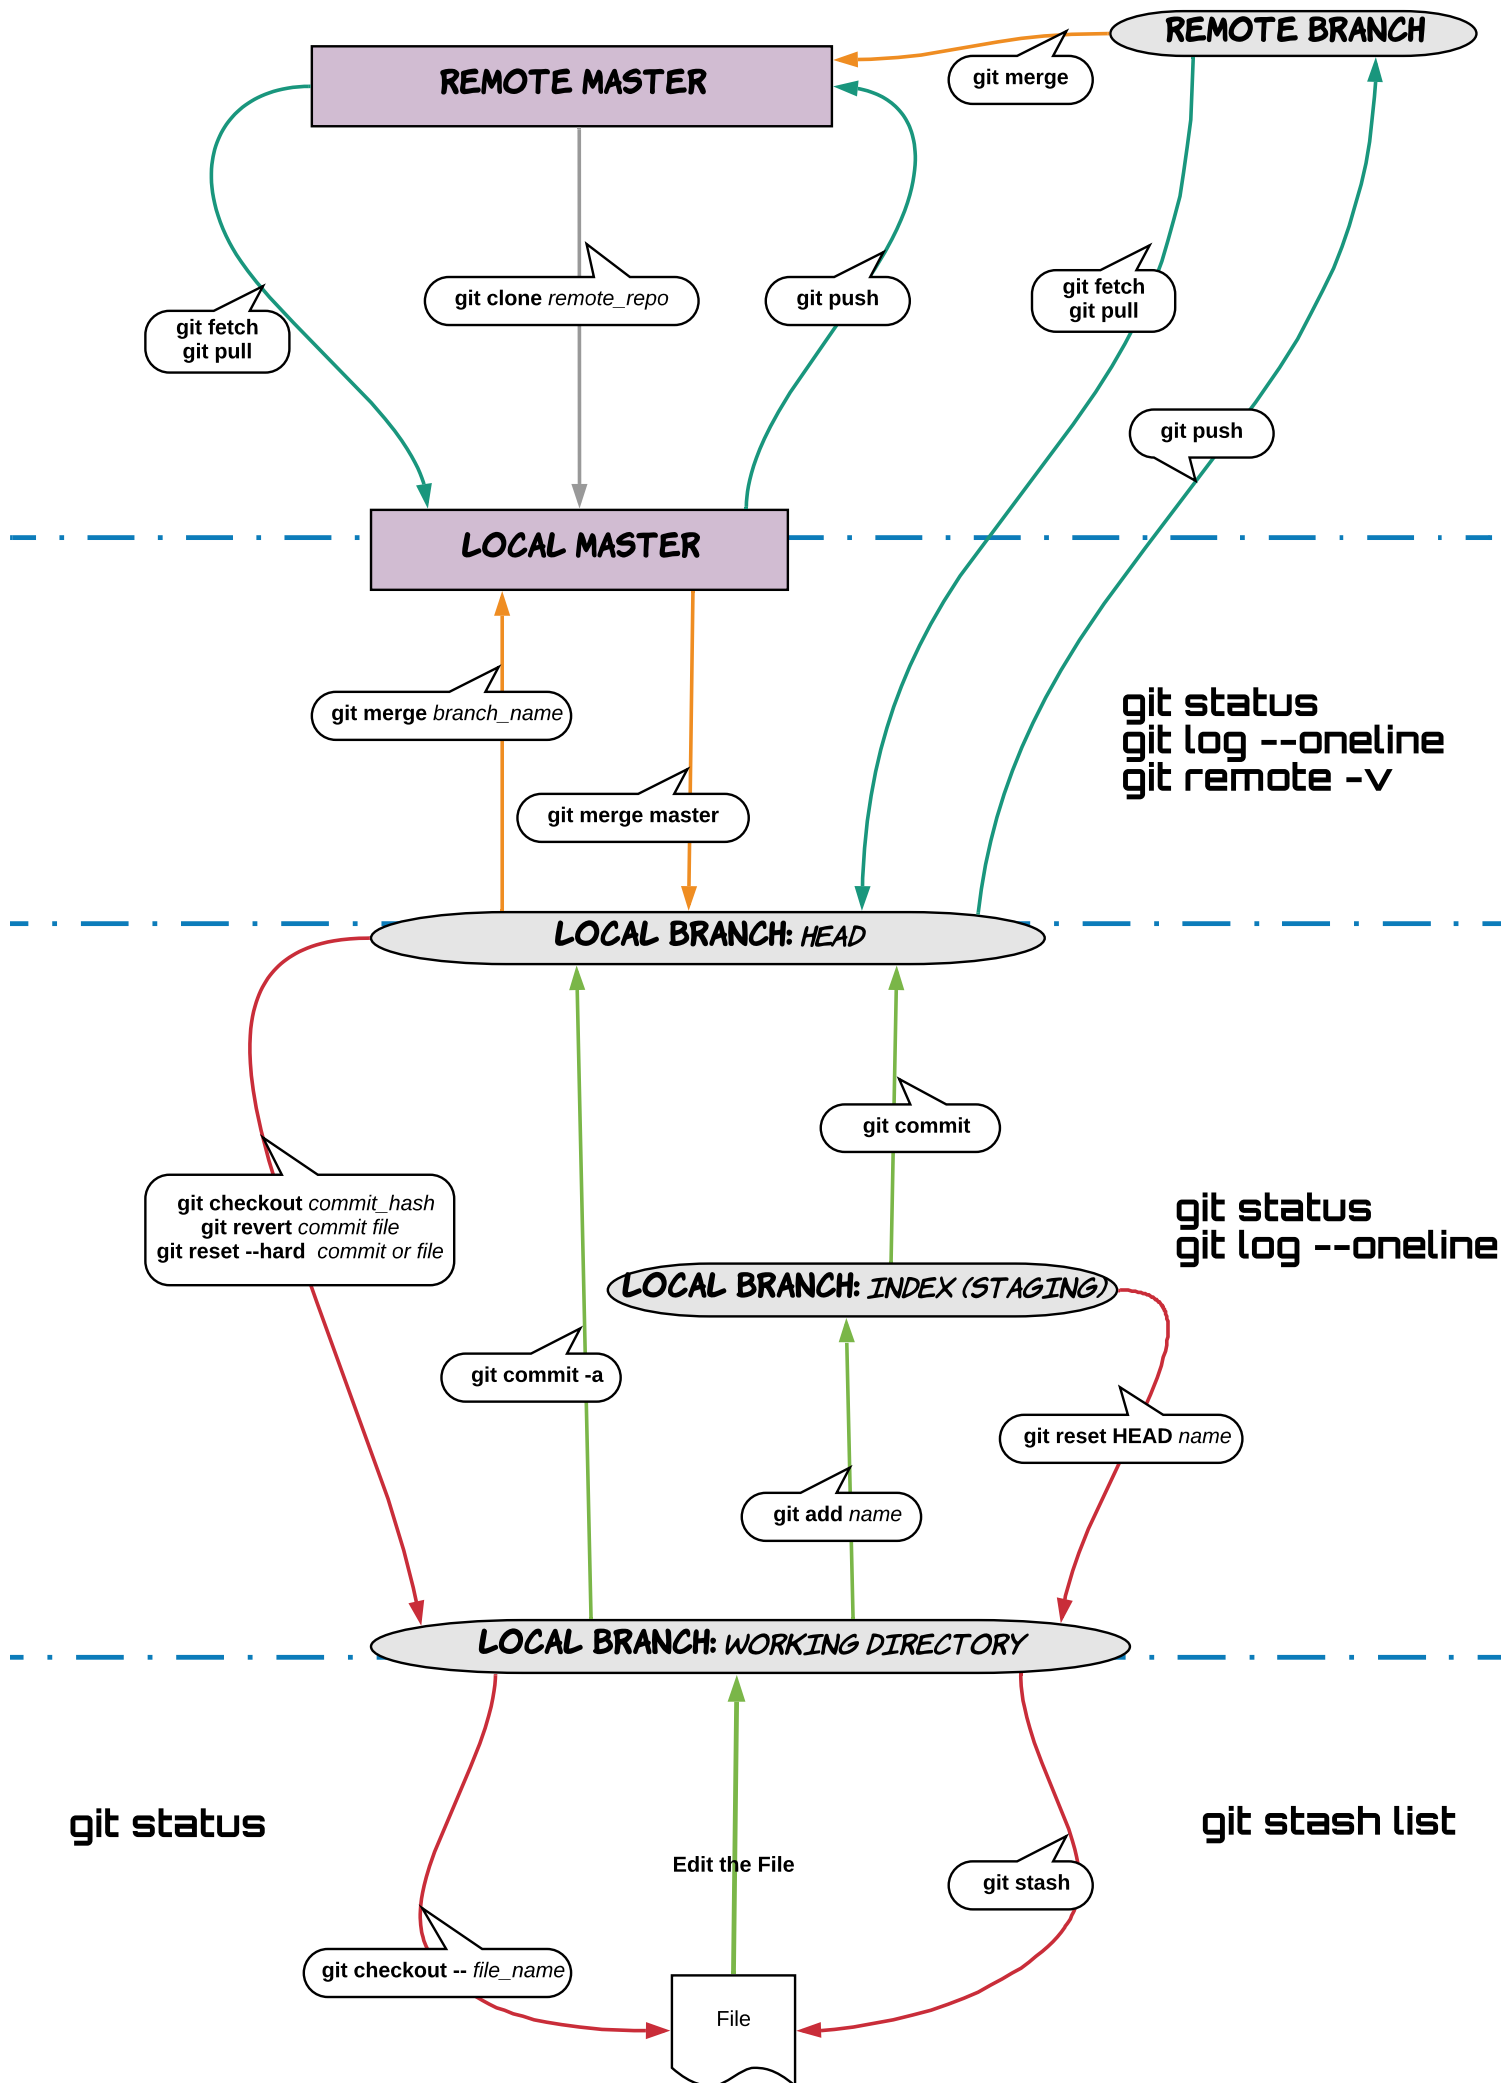 REMOTE BRANCH
REMOTE MASTER
git merge
git clone remote_repo
git push
git fetch
git pull
git fetch
git pull
git push
LOCAL MASTER
git merge branch_name
git status
git log --oneline
git remote -v
git merge master
LOCAL BRANCH: HEAD
git commit
git checkout commit_hash
git revert commit file
git reset --hard commit or file
git status
git log --oneline
LOCAL BRANCH: INDEX (STAGING)
git commit -a
git reset HEAD name
git add name
LOCAL BRANCH: WORKING DIRECTORY
git status
git stash list
Edit the File
git stash
git checkout -- file_name
File